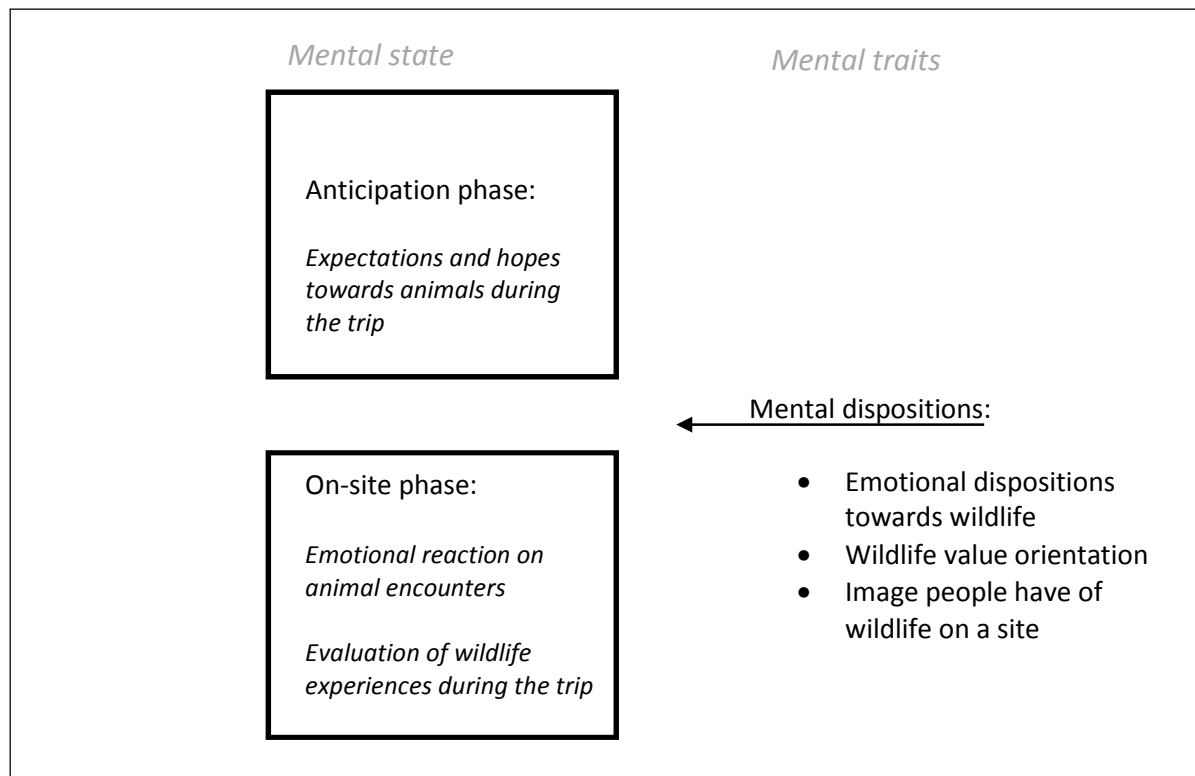 Mental state
Mental traits
Anticipation phase:
Expectations and hopes
towards animals during
the trip
Mental dispositions:
On-site phase:
Emotional reaction on
animal encounters
Evaluation of wildlife
experiences during the trip
• Emotional dispositions
towards wildlife
• Wildlife value orientation
• Image people have of
wildlife on a site